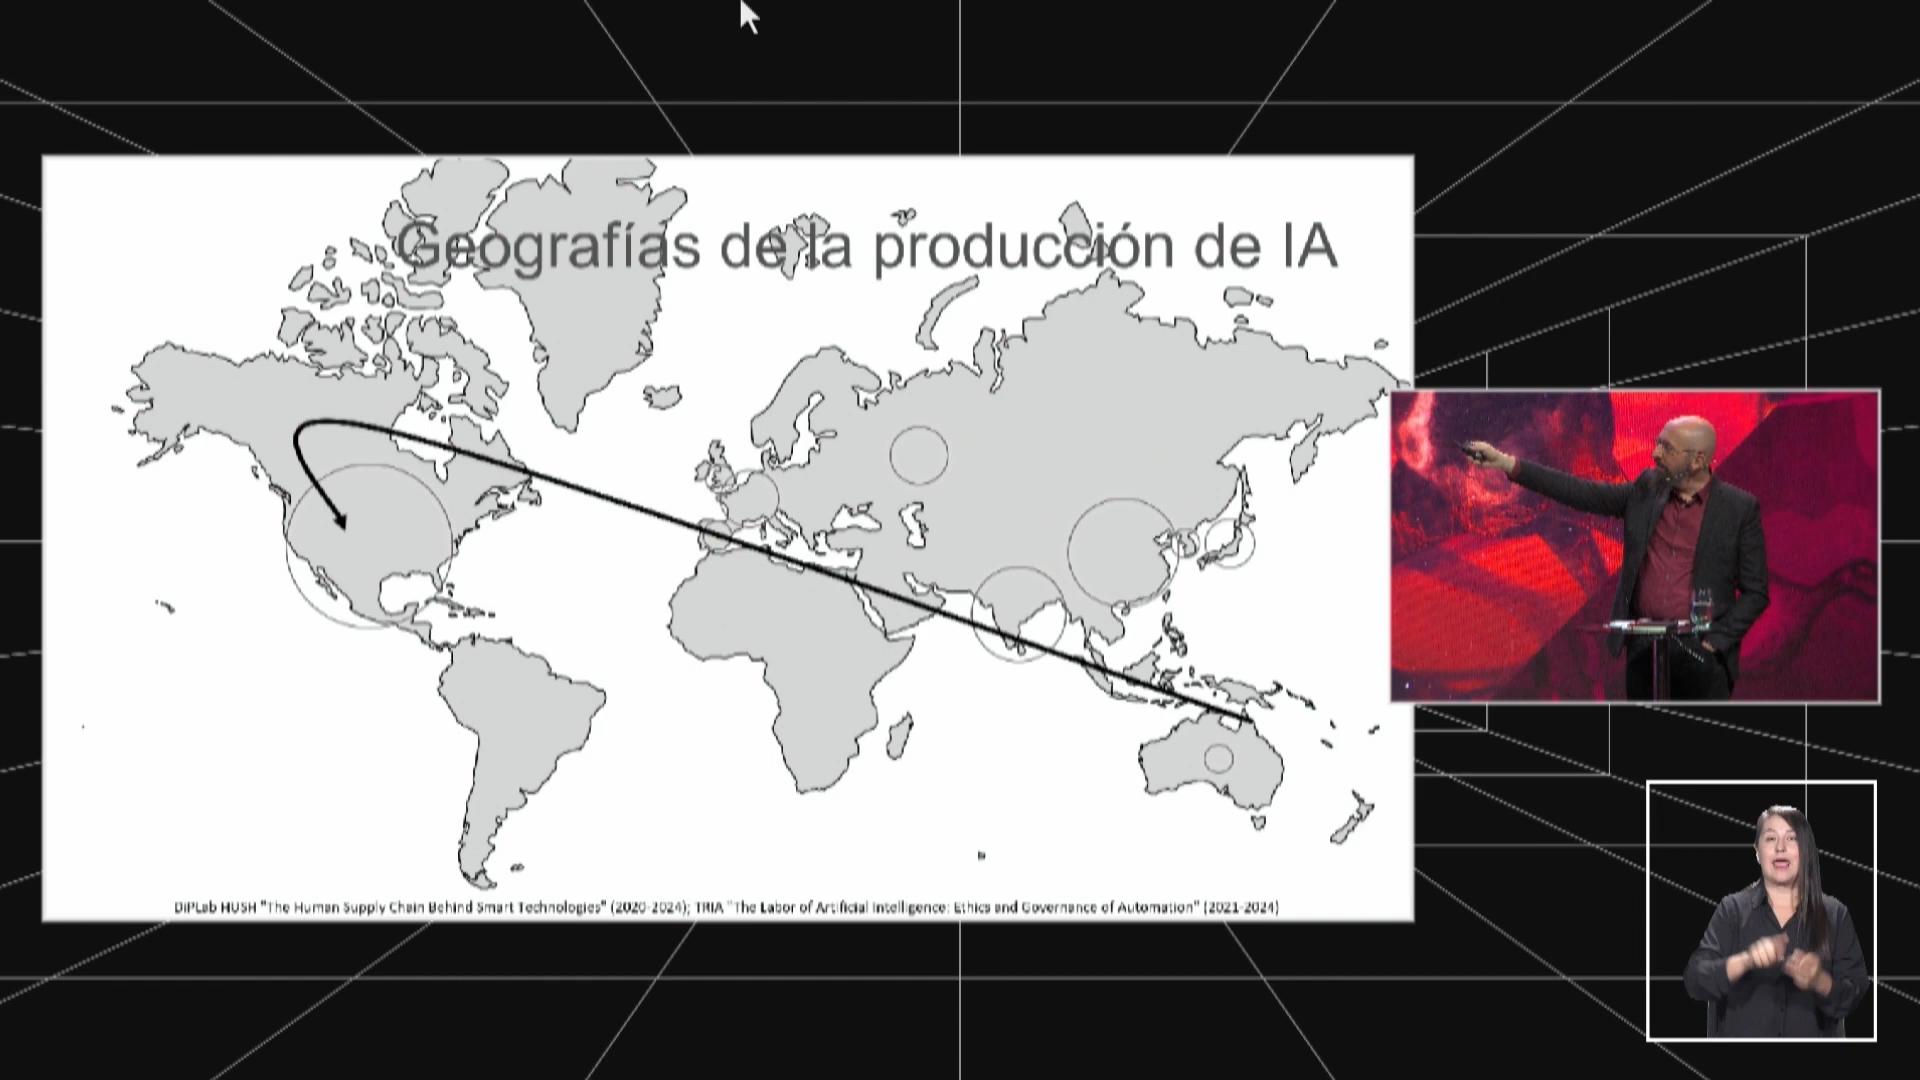 Geografías de la producción de IA
DiPLab HUSH "The Human Supply Chain Behind Smart Technologies" (2020-2024); TRIA "The Labor of Artificial Intelligence: Ethics and Governance of Automation" (2021-2024)